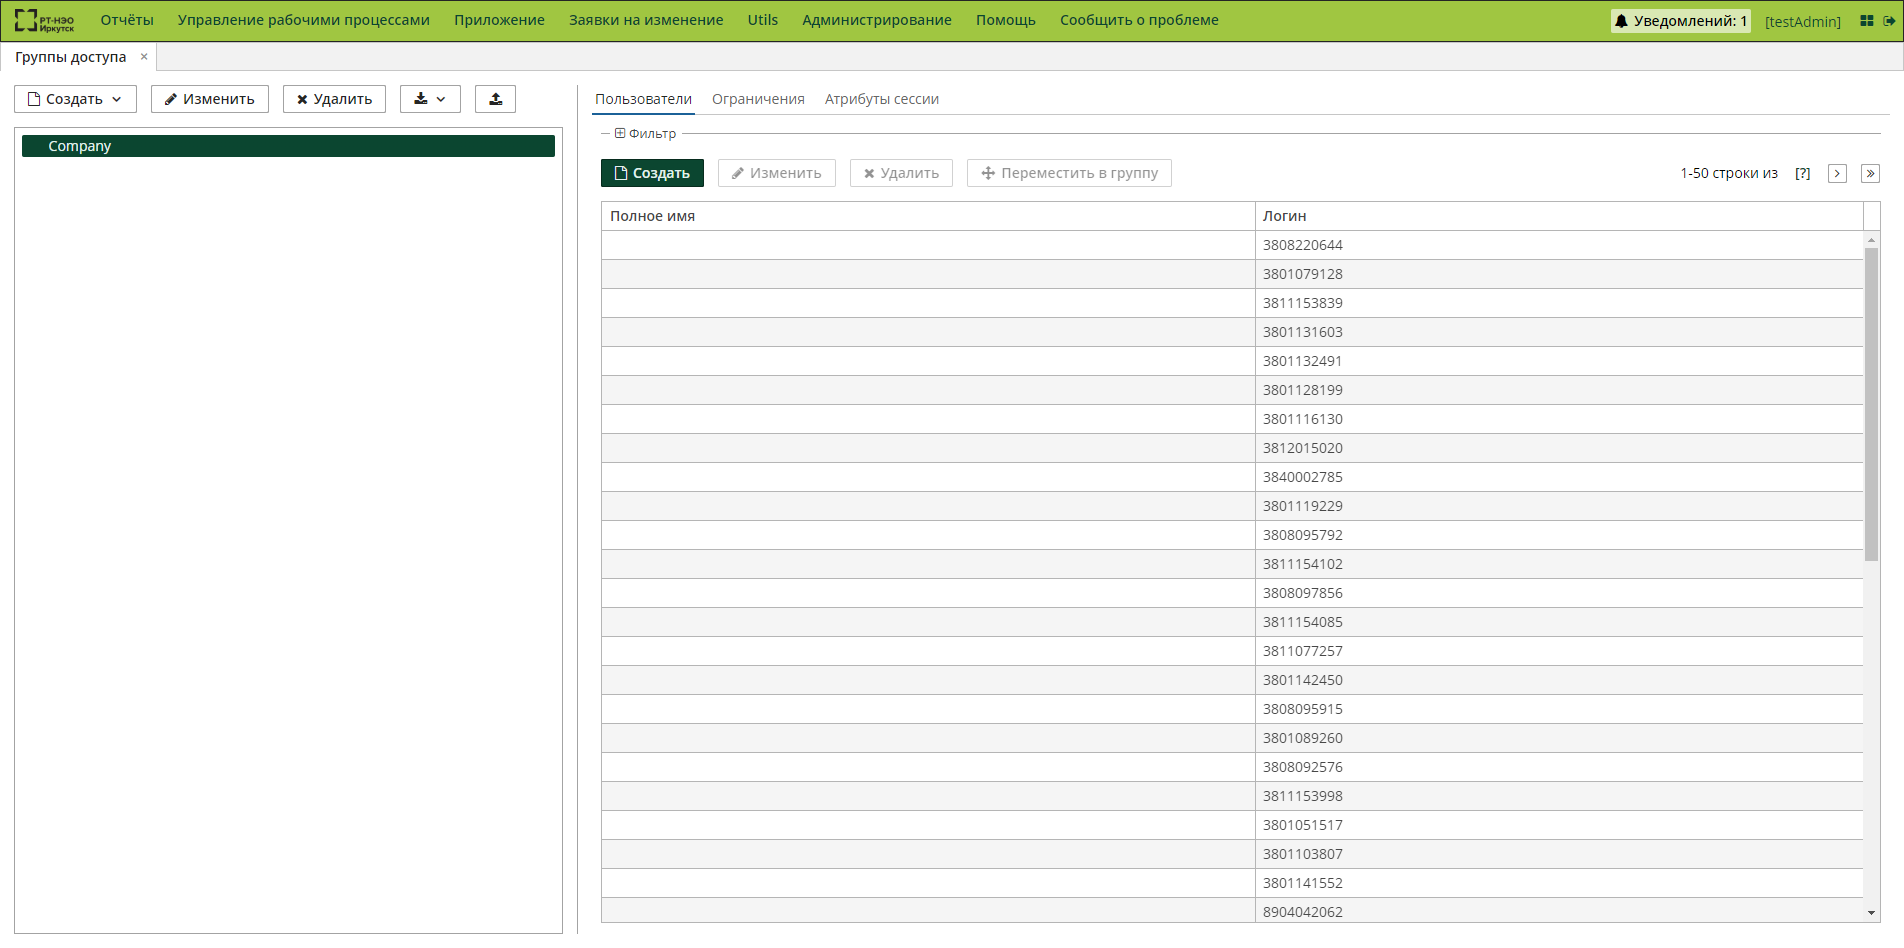 РТ-НЭО
Иркутск
Отчёты Управление рабочими процессами Приложение Заявки на изменение Utils Администрирование Помощь Сообщить о проблеме Уведомлений: 1 [testAdmin]
Группы доступа ×
Создать Изменить Удалить
Company
Пользователи Ограничения Атрибуты сессии
Фильтр
Создать Изменить Удалить Переместить в группу 1-50 строки из [?]
Полное имя Логин
3808220644
3801079128
3811153839
3801131603
3801132491
3801128199
3801116130
3812015020
3840002785
3801119229
3808095792
3811154102
3808097856
3811154085
3811077257
3801142450
3808095915
3801089260
3808092576
3811153998
3801051517
3801103807
3801141552
8904042062